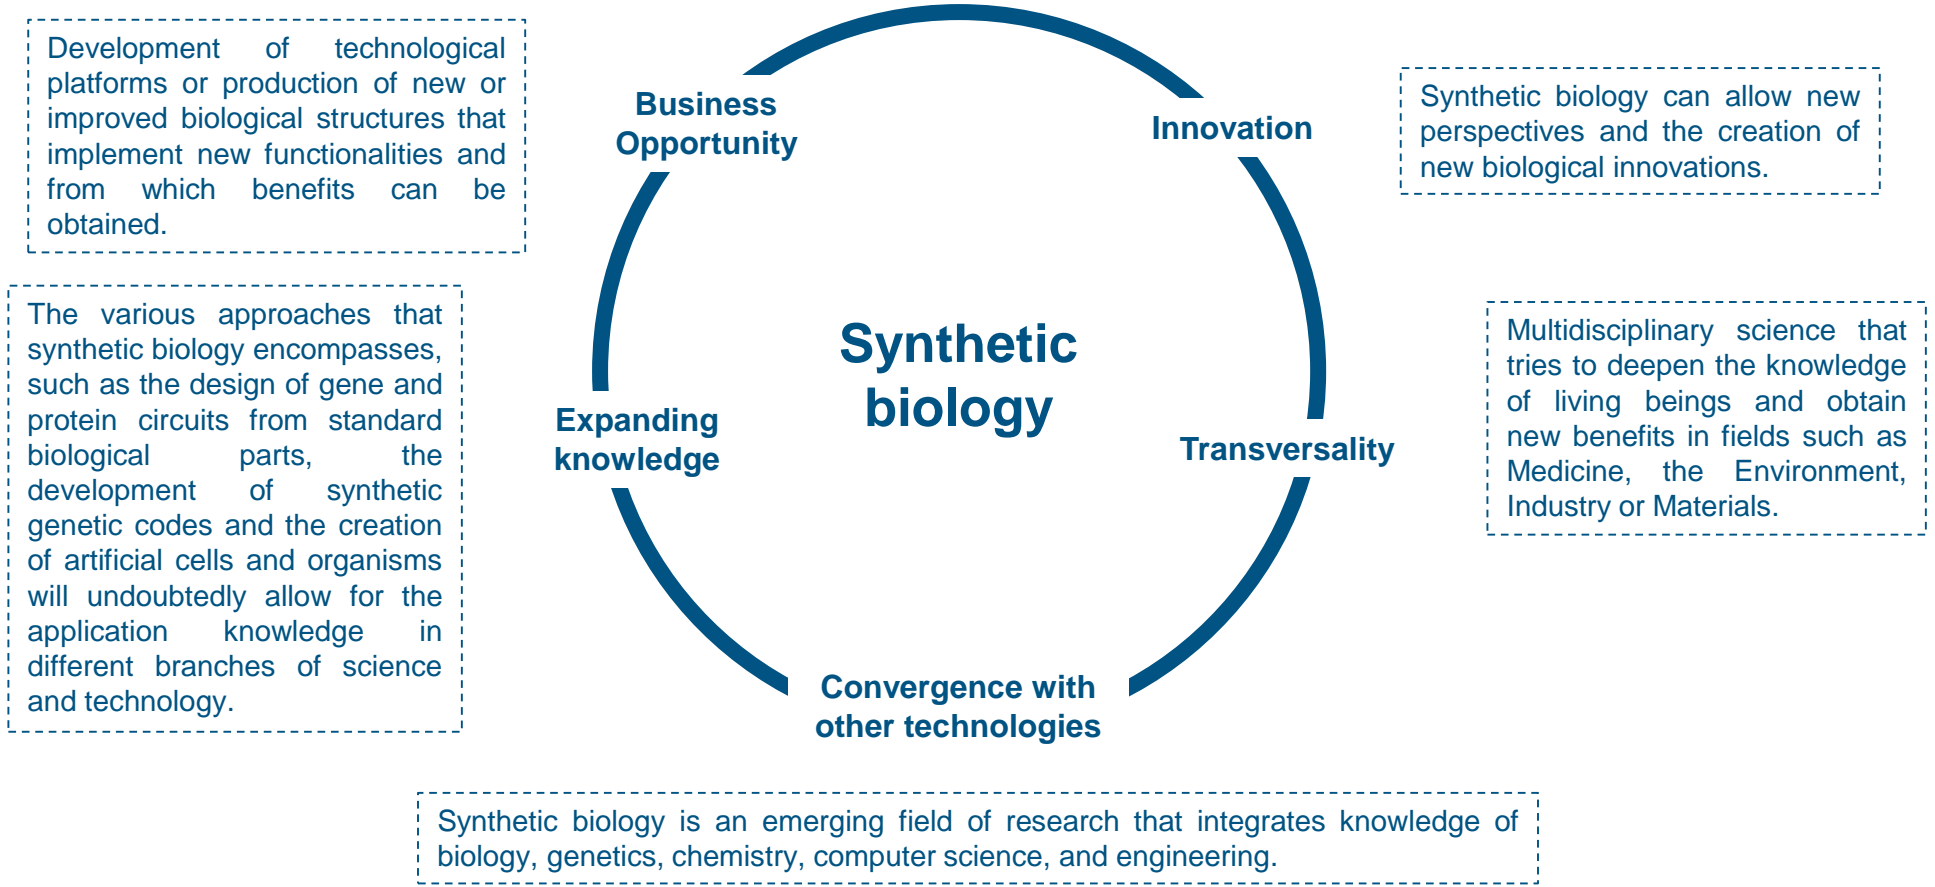 Development of technological
platforms or production of new or
improved biological structures that
implement new functionalities and
from which benefits can be
obtained.
Business
Opportunity
Innovation
Synthetic biology can allow new
perspectives and the creation of
new biological innovations.
The various approaches that
synthetic biology encompasses,
such as the design of gene and
protein circuits from standard
biological parts, the
development of synthetic
genetic codes and the creation
of artificial cells and organisms
will undoubtedly allow for the
application knowledge in
different branches of science
and technology.
Expanding
knowledge
Synthetic
biology
Transversality
Multidisciplinary science that
tries to deepen the knowledge
of living beings and obtain
new benefits in fields such as
Medicine, the Environment,
Industry or Materials.
Convergence with
other technologies
Synthetic biology is an emerging field of research that integrates knowledge of
biology, genetics, chemistry, computer science, and engineering.